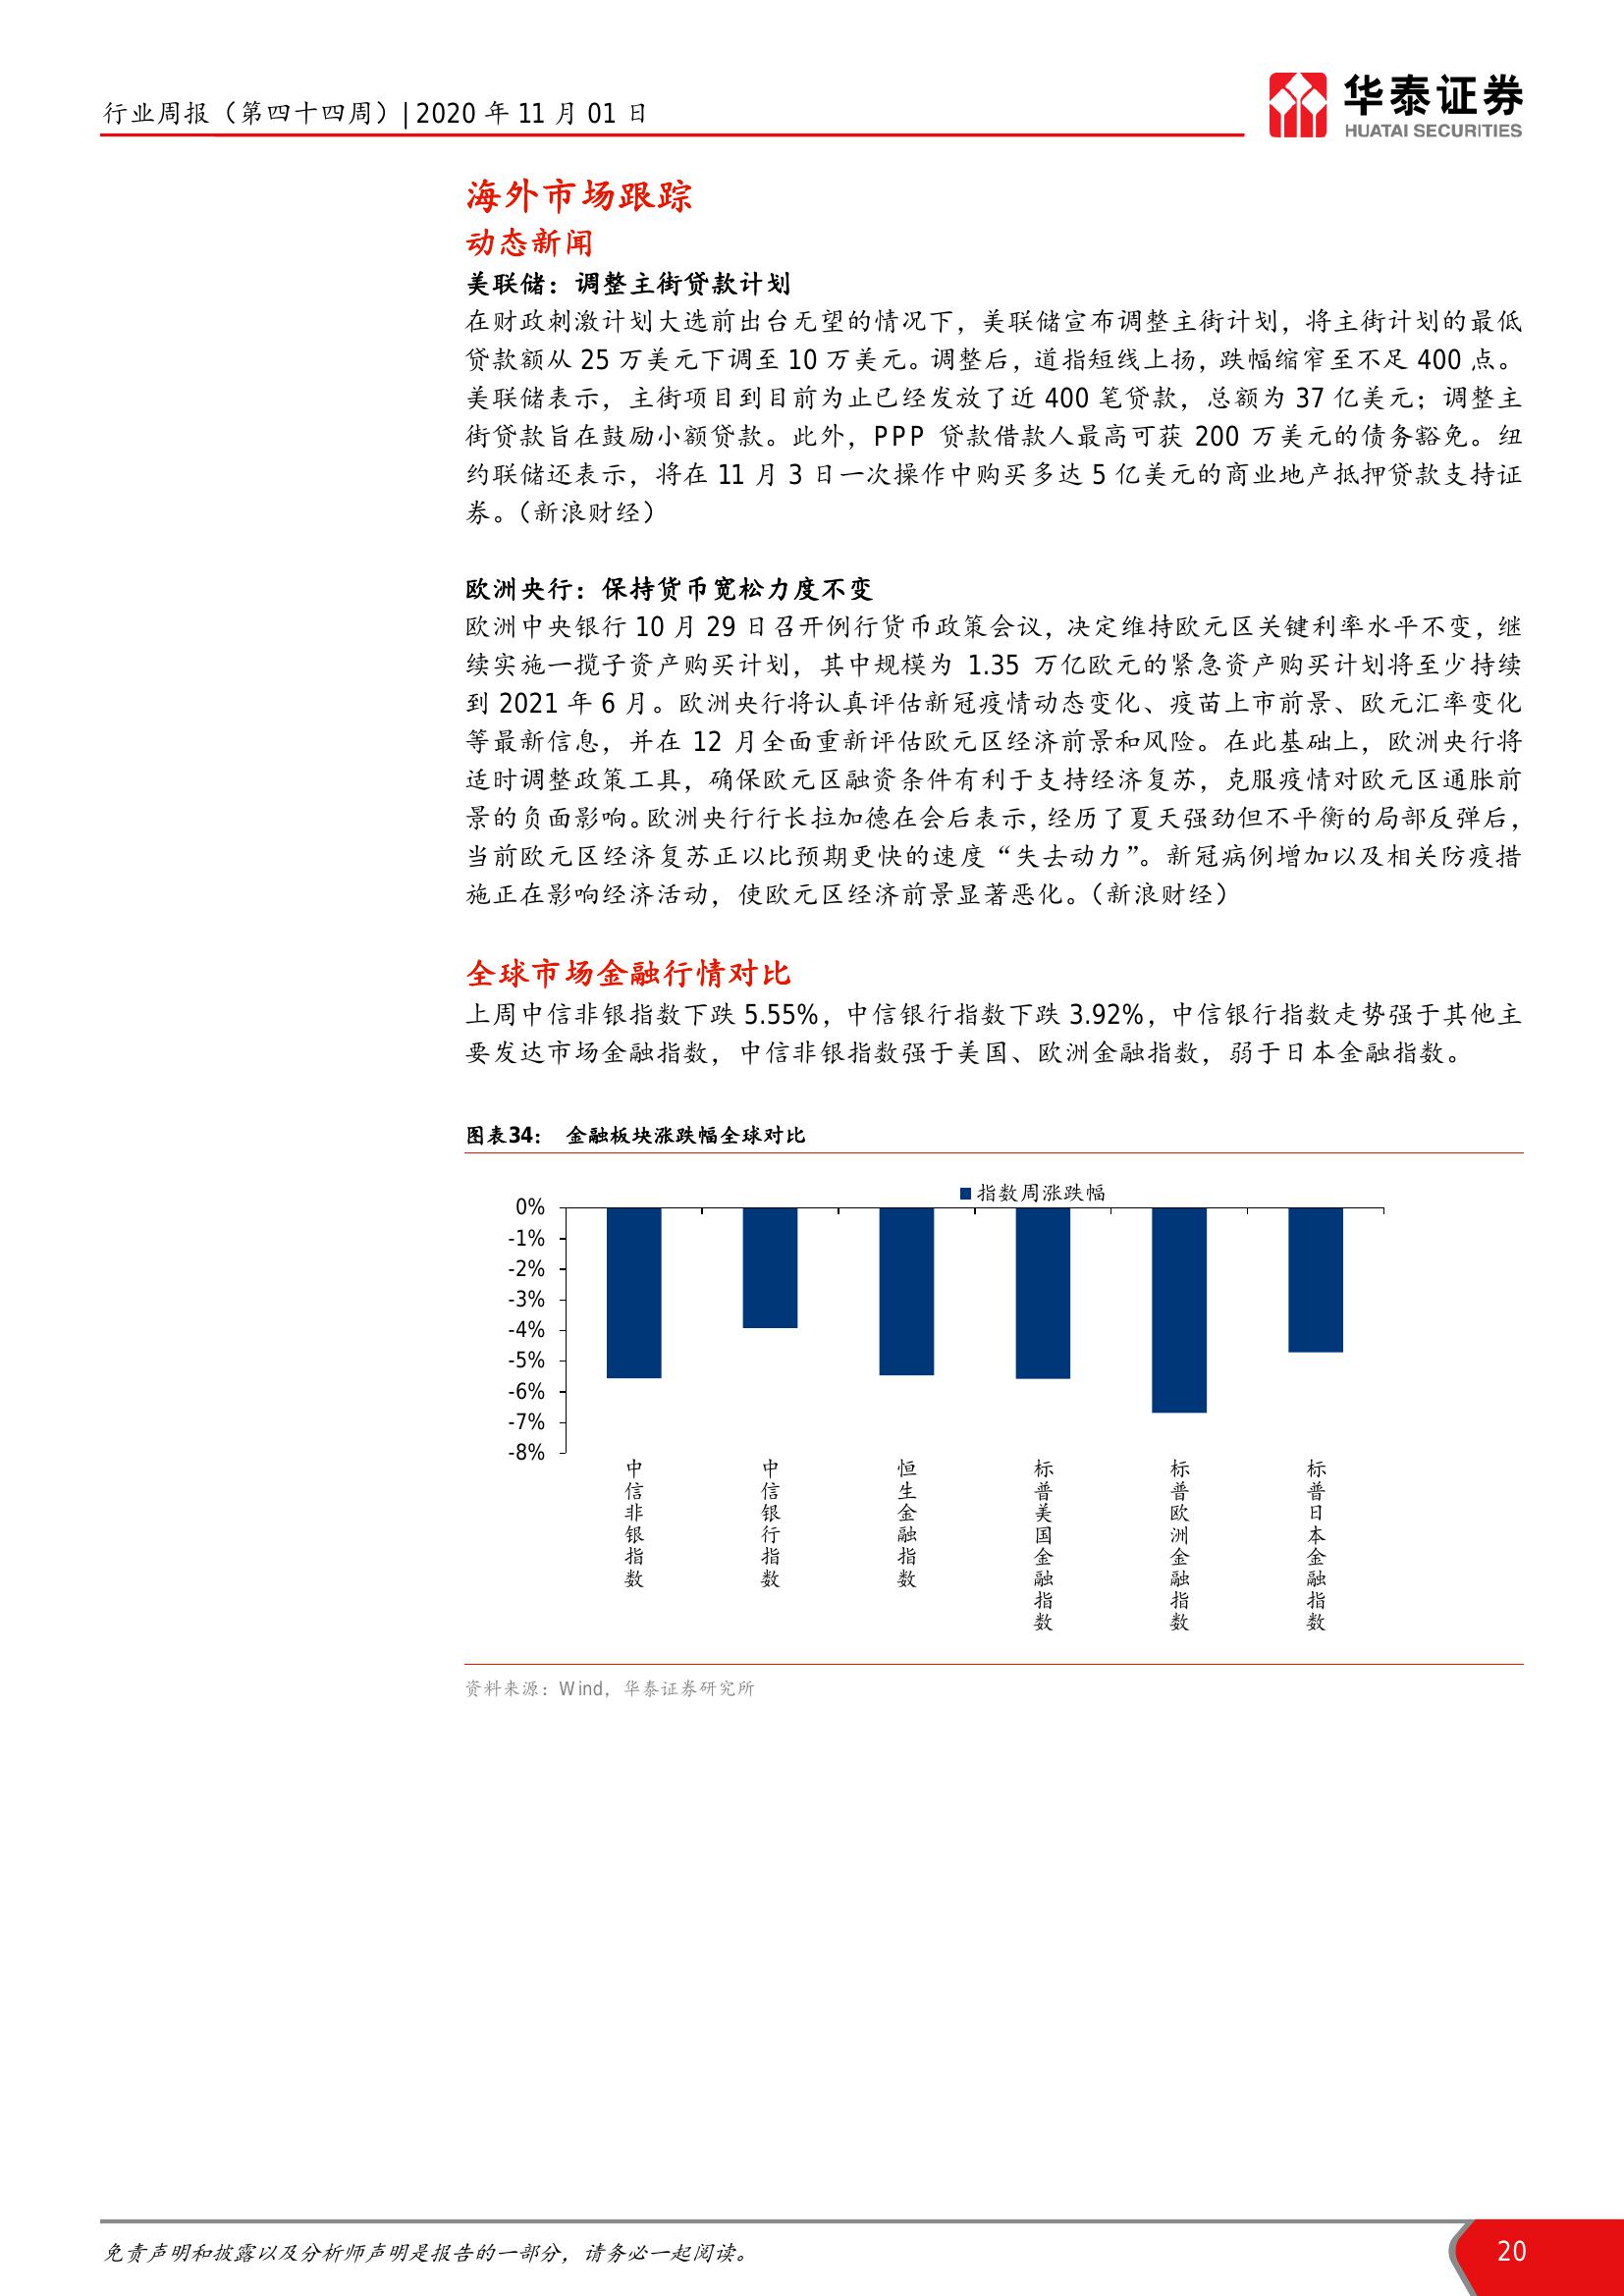 行业周报（第四十四周）| 2020 年 11 月 01 日
华泰证券
HUATAI SECURITIES
海外市场跟踪
动态新闻
美联储：调整主街贷款计划
在财政刺激计划大选前出台无望的情况下，美联储宣布调整主街计划，将主街计划的最低
贷款额从 25 万美元下调至 10 万美元。调整后，道指短线上扬，跌幅缩窄至不足 400 点。
美联储表示，主街项目到目前为止已经发放了近 400 笔贷款，总额为 37 亿美元；调整主
街贷款旨在鼓励小额贷款。此外，PPP 贷款借款人最高可获 200 万美元的债务豁免。纽
约联储还表示，将在 11 月 3 日一次操作中购买多达 5 亿美元的商业地产抵押贷款支持证
券。（新浪财经）
欧洲央行：保持货币宽松力度不变
欧洲中央银行 10 月 29 日召开例行货币政策会议，决定维持欧元区关键利率水平不变，继
续实施一揽子资产购买计划，其中规模为 1.35 万亿欧元的紧急资产购买计划将至少持续
到 2021 年 6 月。欧洲央行将认真评估新冠疫情动态变化、疫苗上市前景、欧元汇率变化
等最新信息，并在 12 月全面重新评估欧元区经济前景和风险。在此基础上，欧洲央行将
适时调整政策工具，确保欧元区融资条件有利于支持经济复苏，克服疫情对欧元区通胀前
景的负面影响。欧洲央行行长拉加德在会后表示，经历了夏天强劲但不平衡的局部反弹后，
当前欧元区经济复苏正以比预期更快的速度“失去动力”。新冠病例增加以及相关防疫措
施正在影响经济活动，使欧元区经济前景显著恶化。（新浪财经）
全球市场金融行情对比
上周中信非银指数下跌 5.55%，中信银行指数下跌 3.92%，中信银行指数走势强于其他主
要发达市场金融指数，中信非银指数强于美国、欧洲金融指数，弱于日本金融指数。
图表34： 金融板块涨跌幅全球对比
指数周涨跌幅
0%
-1%
-2%
-3%
-4%
-5%
-6%
-7%
-8%
中信非银指数
中信银行指数
恒生金融指数
标普美国金融指数
标普欧洲金融指数
标普日本金融指数
资料来源：Wind，华泰证券研究所
免责声明和披露以及分析师声明是报告的一部分，请务必一起阅读。
20